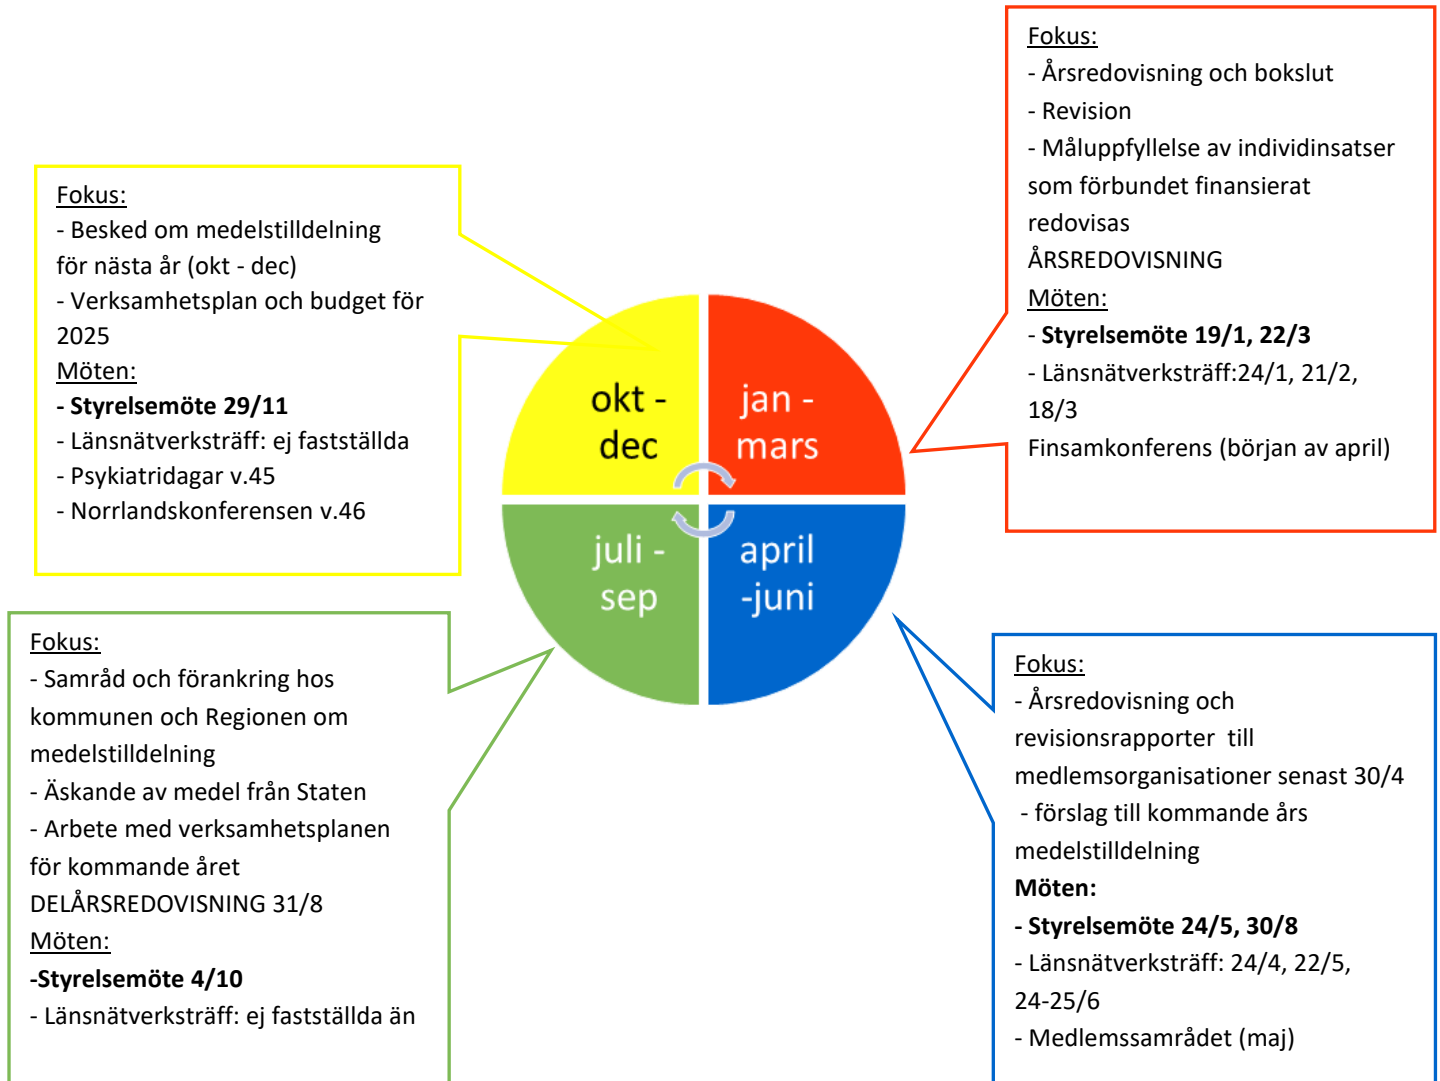 Fokus:
- Årsredovisning och bokslut
- Revision
- Måluppfyllelse av individinsatser
som förbundet finansierat
redovisas
ÅRSREDOVISNING
Möten:
- Styrelsemöte 19/1, 22/3
- Länsnätverksträff:24/1, 21/2,
18/3
Finsamkonferens (början av april)
Fokus:
- Besked om medelstilldelning
för nästa år (okt - dec)
- Verksamhetsplan och budget för
2025
Möten:
- Styrelsemöte 29/11
- Länsnätverksträff: ej fastställda
- Psykiatridagar v.45
- Norrlandskonferensen v.46
okt -
dec
jan -
mars
juli -
sep
april
-juni
Fokus:
- Samråd och förankring hos
kommunen och Regionen om
medelstilldelning
- Äskande av medel från Staten
- Arbete med verksamhetsplanen
för kommande året
DELÅRSREDOVISNING 31/8
Möten:
-Styrelsemöte 4/10
- Länsnätverksträff: ej fastställda än
Fokus:
- Årsredovisning och
revisionsrapporter till
medlemsorganisationer senast 30/4
- förslag till kommande års
medelstilldelning
Möten:
- Styrelsemöte 24/5, 30/8
- Länsnätverksträff: 24/4, 22/5,
24-25/6
- Medlemssamrådet (maj)